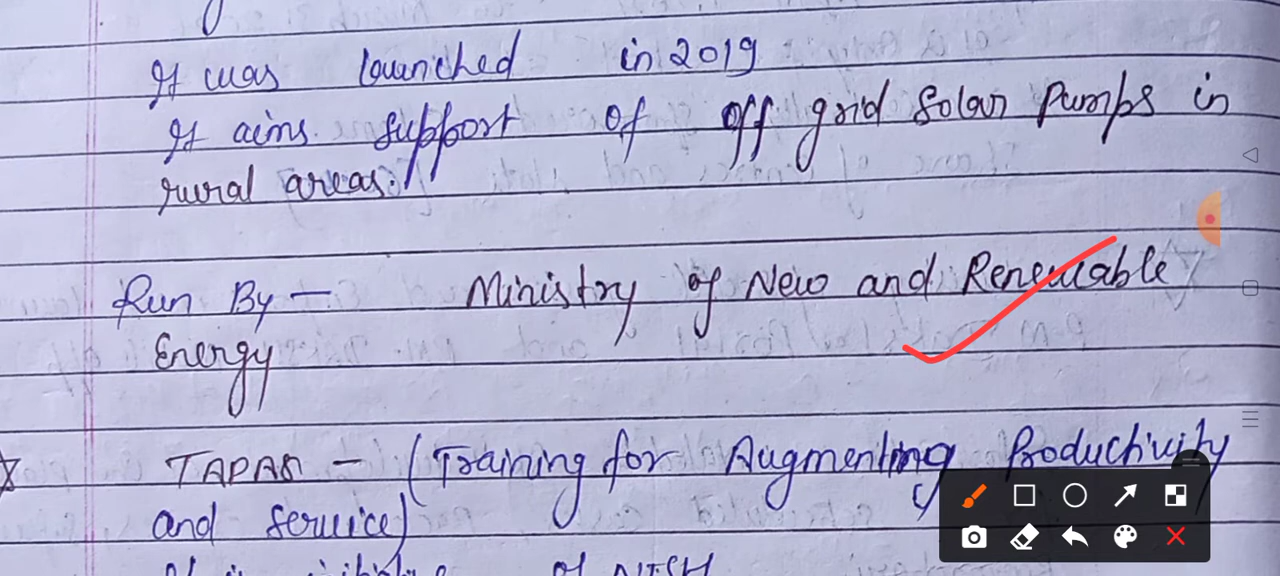 It was launched in 2019
It aims support of off grid Solar Pumps in
rural areas.
Run By - Ministry of New and Renewable
Energy
TAPAS - (Training for Augmenting Productivity
and Service)
of